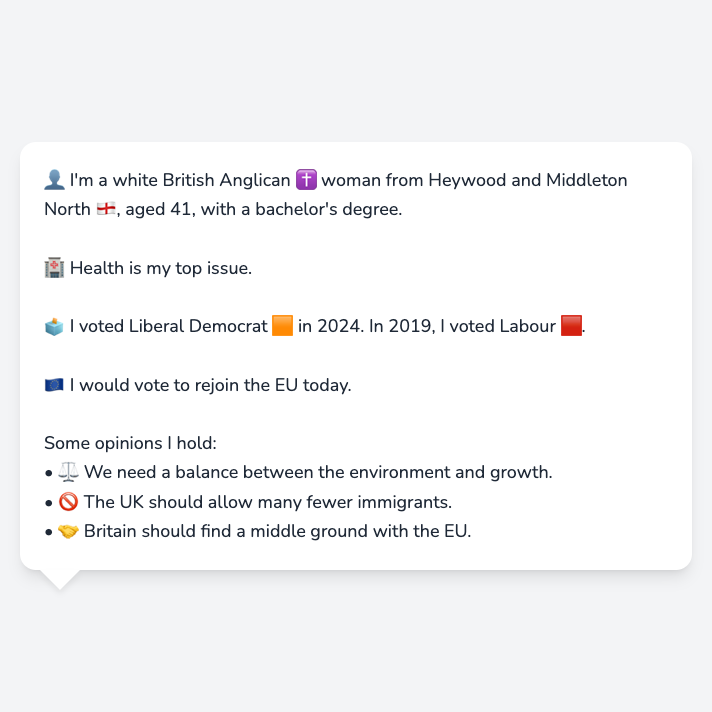 👤 I'm a white British Anglican ✝️ woman from Heywood and Middleton
North 🏴󠁧󠁢󠁥󠁮󠁧󠁿, aged 41, with a bachelor's degree.
🏥 Health is my top issue.
🗳️ I voted Liberal Democrat 🟧 in 2024. In 2019, I voted Labour 🟥.
🇪🇺 I would vote to rejoin the EU today.
Some opinions I hold:
• ⚖️ We need a balance between the environment and growth.
• 🚫 The UK should allow many fewer immigrants.
• 🤝 Britain should find a middle ground with the EU.